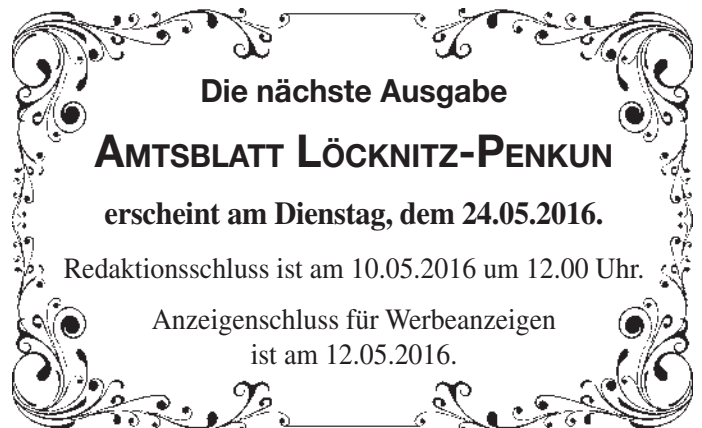 Die nächste Ausgabe
AMTSBLATT LÖCKNITZ-PENKUN
erscheint am Dienstag, dem 24.05.2016.
Redaktionsschluss ist am 10.05.2016 um 12.00 Uhr.
Anzeigenschluss für Werbeanzeigen
ist am 12.05.2016.